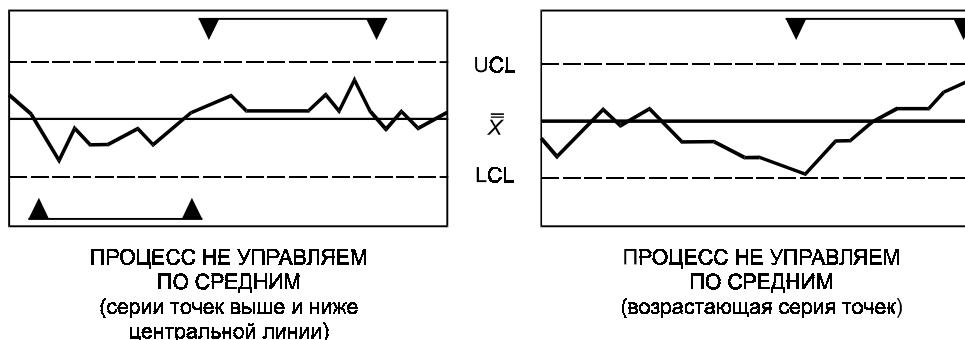 UCL
X̿
LCL
ПРОЦЕСС НЕ УПРАВЛЯЕМ
ПО СРЕДНИМ
(серии точек выше и ниже
центральной линии)
ПРОЦЕСС НЕ УПРАВЛЯЕМ
ПО СРЕДНИМ
(возрастающая серия точек)